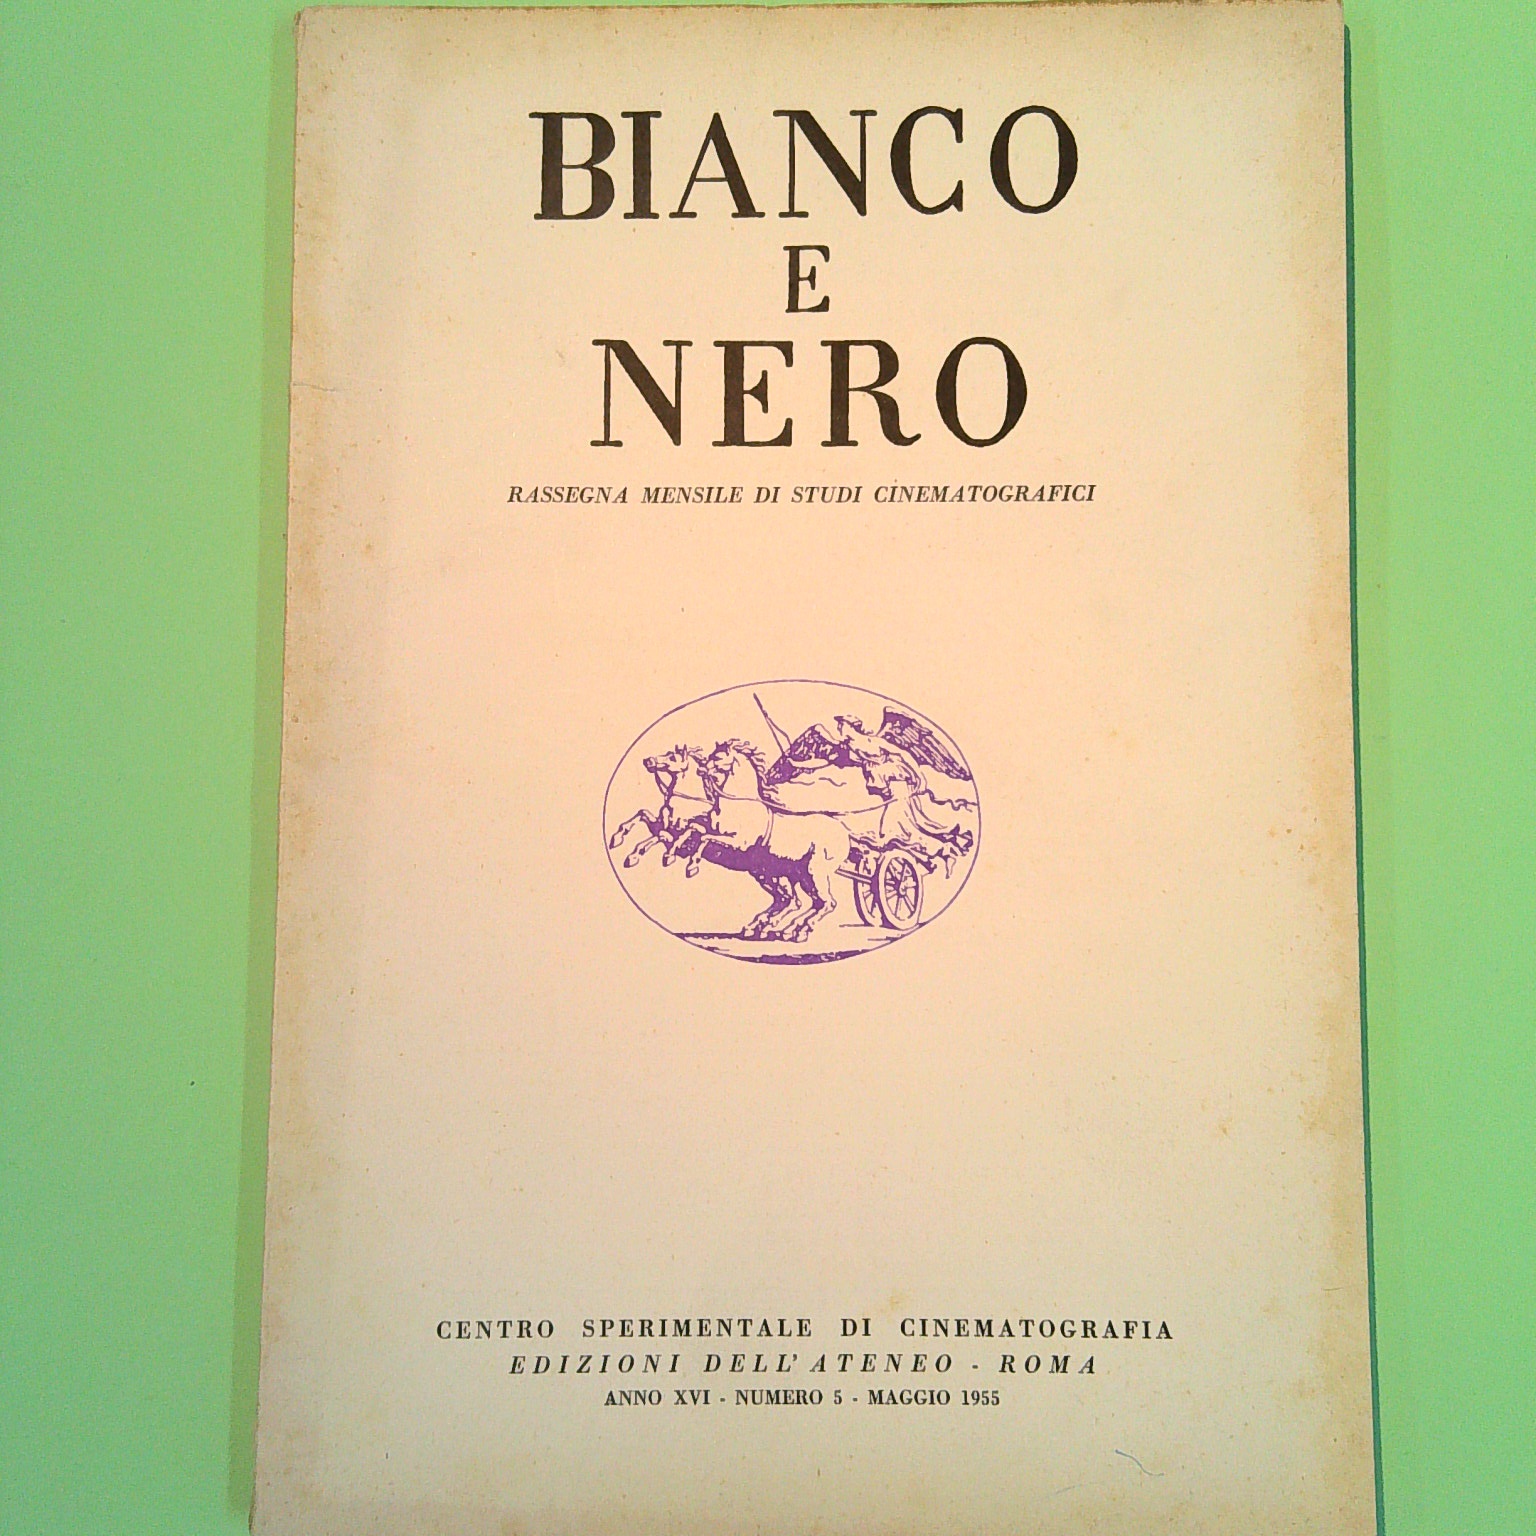 BIANCO
E
NERO
RASSEGNA MENSILE DI STUDI CINEMATOGRAFICI
CENTRO SPERIMENTALE DI CINEMATOGRAFIA
EDIZIONI DELL'ATENEO - ROMA
ANNO XVI - NUMERO 5 - MAGGIO 1955